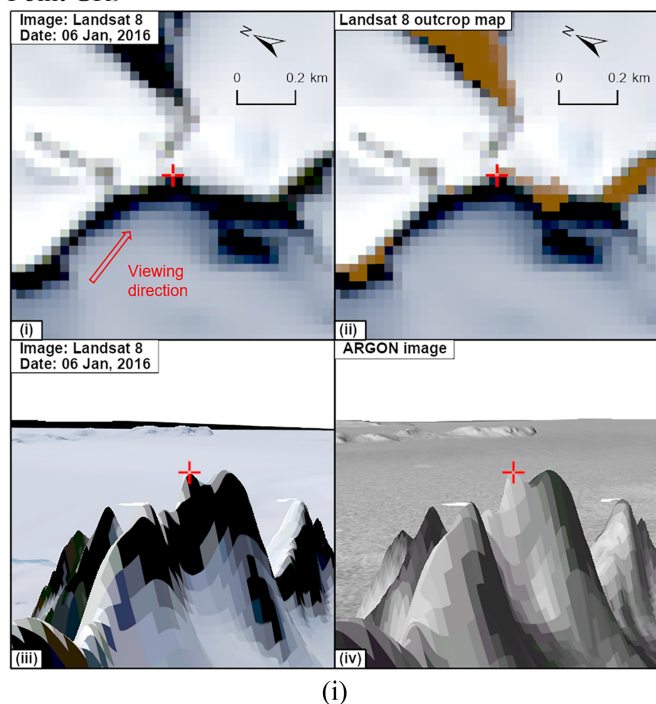 Image: Landsat 8
Date: 06 Jan, 2016
N
0 0.2 km
Viewing
direction
(i)
Landsat 8 outcrop map
N
0 0.2 km
(ii)
Image: Landsat 8
Date: 06 Jan, 2016
(iii)
ARGON image
(iv)
(i)